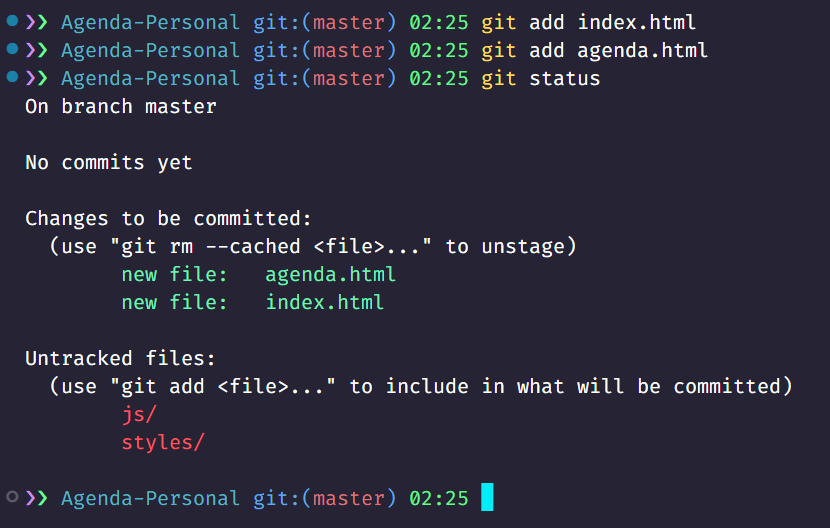 ❯❯ Agenda-Personal git:(master) 02:25 git add index.html
❯❯ Agenda-Personal git:(master) 02:25 git add agenda.html
❯❯ Agenda-Personal git:(master) 02:25 git status
On branch master
No commits yet
Changes to be committed:
  (use "git rm --cached <file>..." to unstage)
        new file:   agenda.html
        new file:   index.html
Untracked files:
  (use "git add <file>..." to include in what will be committed)
        js/
        styles/
❯❯ Agenda-Personal git:(master) 02:25